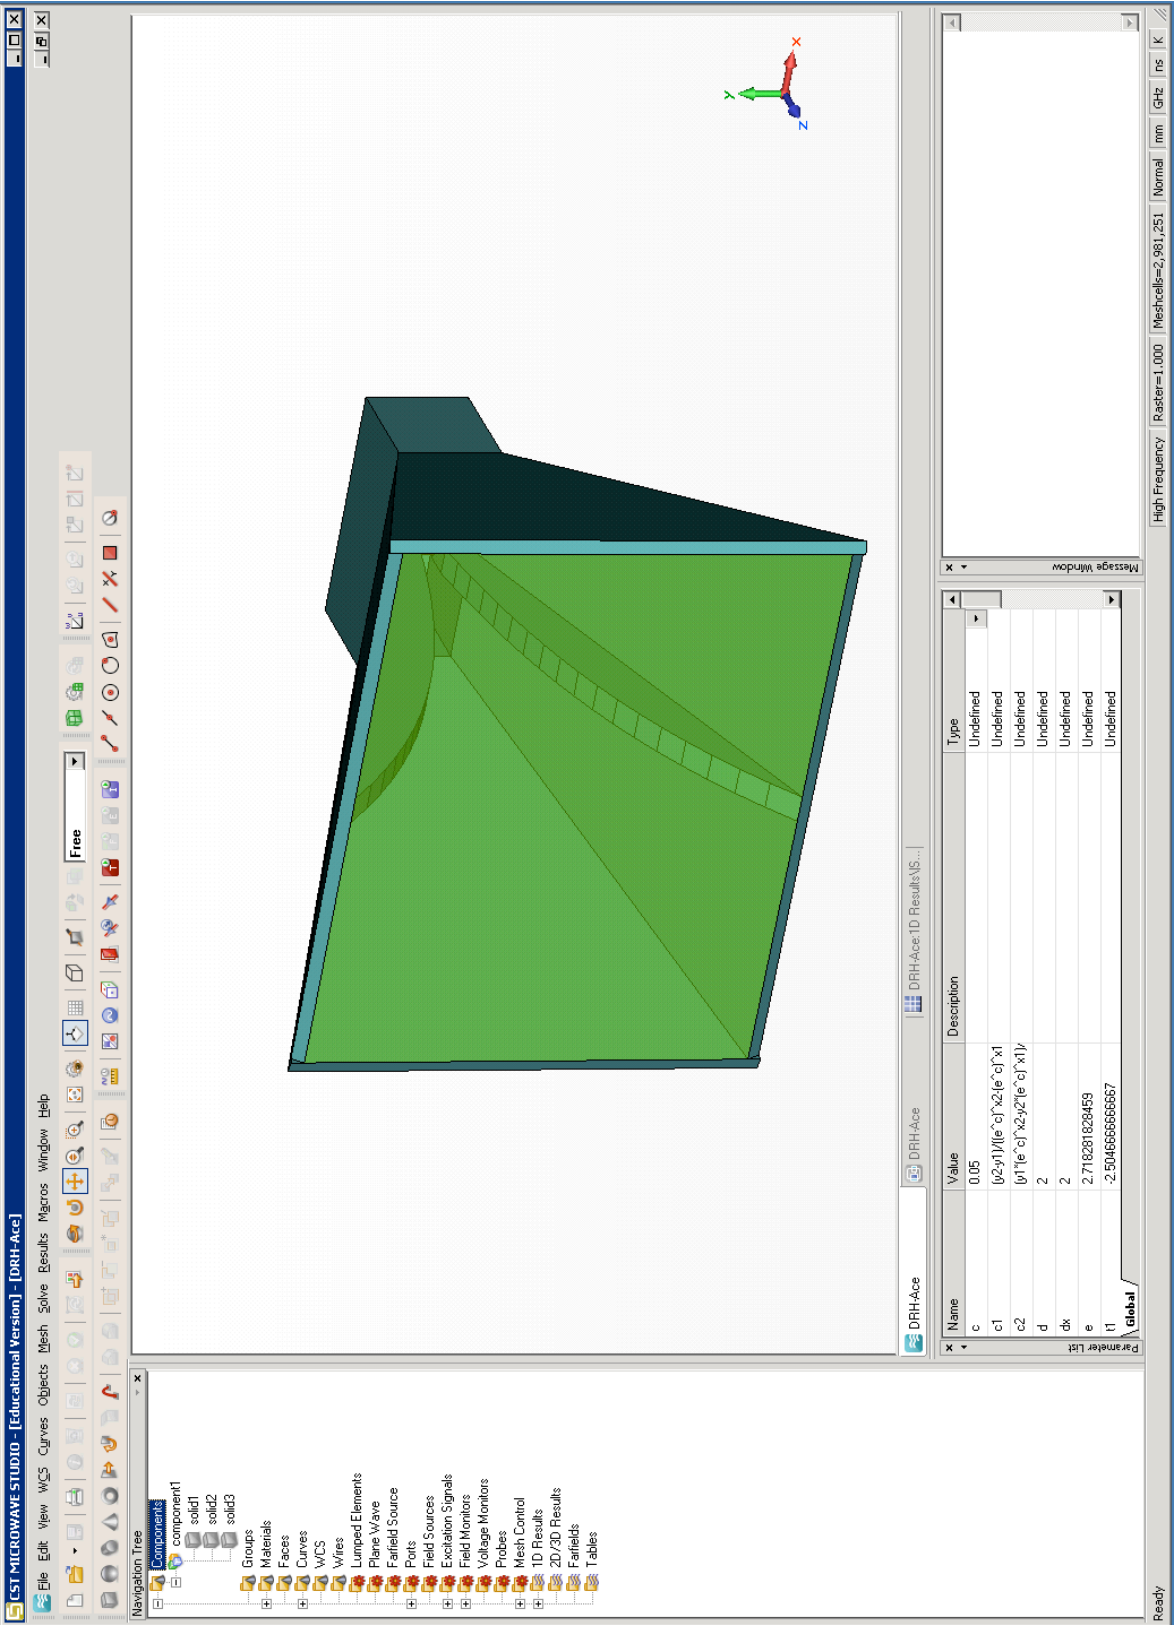 CST MICROWAVE STUDIO - [Educational Version] - [DRH-Ace]
File Edit View WCS Curves Objects Mesh Solve Results Macros Window Help
Free
Navigation Tree
Components
component1
solid1
solid2
solid3
Groups
Materials
Faces
Curves
WCS
Wires
Lumped Elements
Plane Wave
Farfield Source
Ports
Field Sources
Excitation Signals
Field Monitors
Voltage Monitors
Probes
Mesh Control
1D Results
2D/3D Results
Farfields
Tables
y
x
z
DRH-Ace DRH-Ace DRH-Ace:1D Results\|S...
Parameter List
Name Value Description Type
c 0.05 Undefined
c1 (y2-y1)/((e^c)^x2-(e^c)^x1 Undefined
c2 (y1*(e^c)^x2-y2*(e^c)^x1)/ Undefined
d 2 Undefined
dx 2 Undefined
e 2.718281828459 Undefined
t1 -2.50466666666667 Undefined
Global
Message Window
Ready High Frequency Raster=1.000 Meshcells=2,981,251 Normal mm GHz ns K